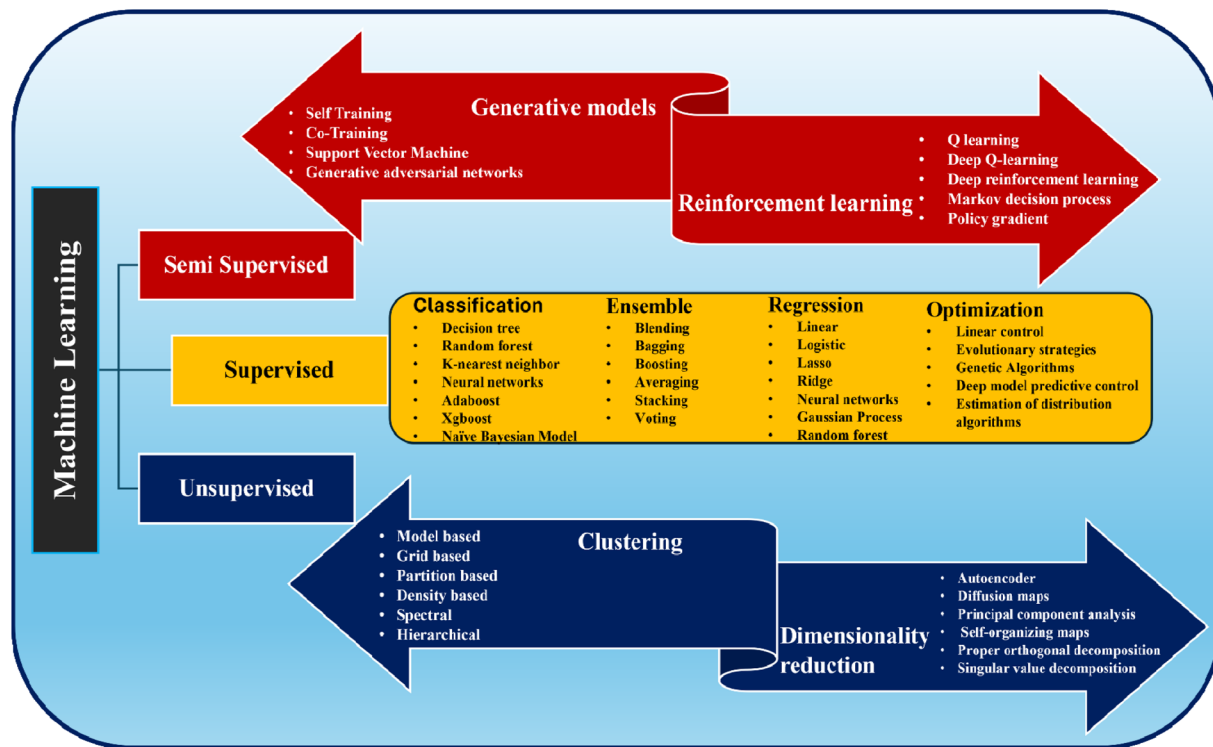 Machine Learning
Semi Supervised
Generative models
• Self Training
• Co-Training
• Support Vector Machine
• Generative adversarial networks
Reinforcement learning
• Q learning
• Deep Q-learning
• Deep reinforcement learning
• Markov decision process
• Policy gradient
Supervised
Classification
• Decision tree
• Random forest
• K-nearest neighbor
• Neural networks
• Adaboost
• Xgboost
• Naïve Bayesian Model
Ensemble
• Blending
• Bagging
• Boosting
• Averaging
• Stacking
• Voting
Regression
• Linear
• Logistic
• Lasso
• Ridge
• Neural networks
• Gaussian Process
• Random forest
Optimization
• Linear control
• Evolutionary strategies
• Genetic Algorithms
• Deep model predictive control
• Estimation of distribution
algorithms
Unsupervised
Clustering
• Model based
• Grid based
• Partition based
• Density based
• Spectral
• Hierarchical
Dimensionality
reduction
• Autoencoder
• Diffusion maps
• Principal component analysis
• Self-organizing maps
• Proper orthogonal decomposition
• Singular value decomposition